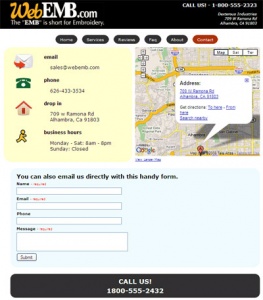 WebEMB.com
The "EMB" is short for Embroidery.
CALL US! - 1-800-555-2323
Dextemus Industries
709 W Ramona Rd
Alhambra, CA 91803
Home
Services
Reviews
Faq
About
Contact
email
sales@webemb.com
phone
626-433-3534
drop in
709 w Ramona Rd
Alhambra, CA 91803
business hours
Monday - Sat: 8am - 8pm
Sunday: Closed
Map
Sat
Ter
Address:
709 W Ramona Rd
Alhambra, CA 91803
Get directions: To here - From
here
Search nearby
Google
View Larger Map
You can also email us directly with this handy form.
Name - required
Email - required
Phone
Message - required
Submit
CALL US!
1800-555-2432